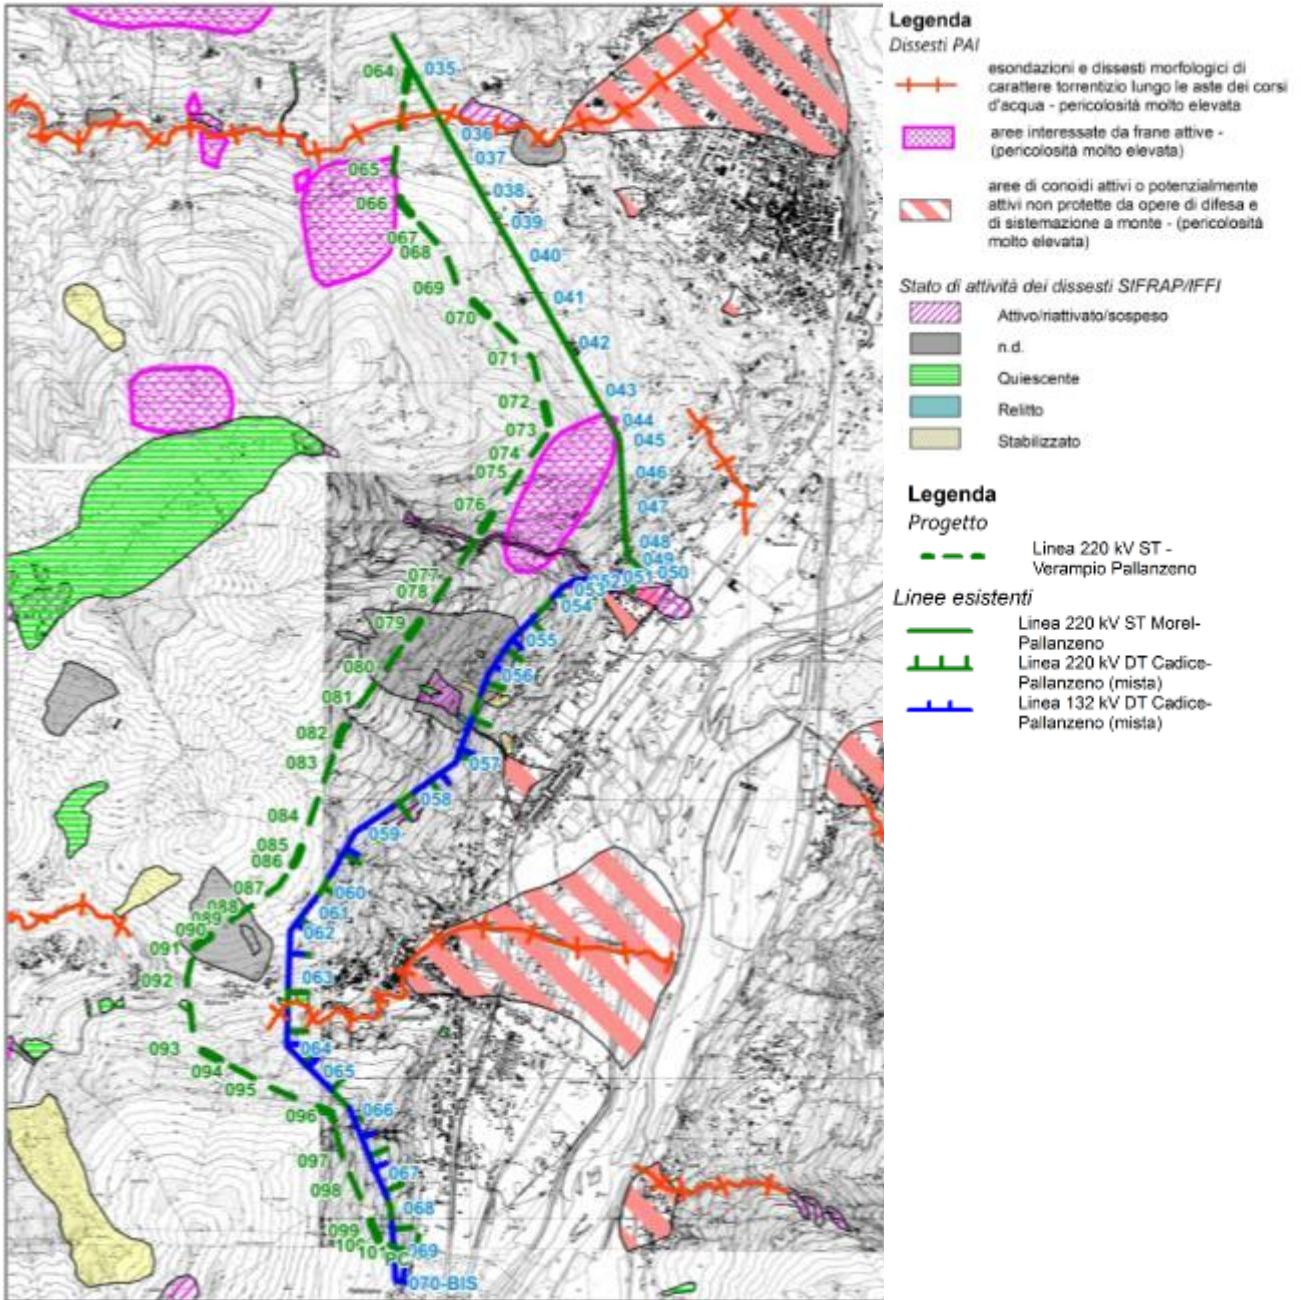 064
035
036
037
065
038
066
039
067
068
040
069
041
070
042
071
043
072
044
073
045
074
075
046
076
047
048
049
077
051
050
078
053
054
079
055
080
056
081
082
057
083
058
084
059
085
086
087
060
088
089
061
090
062
091
092
063
093
064
094
065
095
096
066
097
067
098
068
099
069
070-BIS
Legenda
Dissesti PAI
esondazioni e dissesti morfologici di
carattere torrentizio lungo le aste dei corsi
d'acqua - pericolosità molto elevata
aree interessate da frane attive -
(pericolosità molto elevata)
aree di conoidi attivi o potenzialmente
attivi non protette da opere di difesa e
di sistemazione a monte - (pericolosità
molto elevata)
Stato di attività dei dissesti SIFRAP/IFFI
Attivo/riattivato/sospeso
n.d.
Quiescente
Relitto
Stabilizzato
Legenda
Progetto
Linea 220 kV ST -
Verampio Pallanzeno
Linee esistenti
Linea 220 kV ST Morel-
Pallanzeno
Linea 220 kV DT Cadice-
Pallanzeno (mista)
Linea 132 kV DT Cadice-
Pallanzeno (mista)